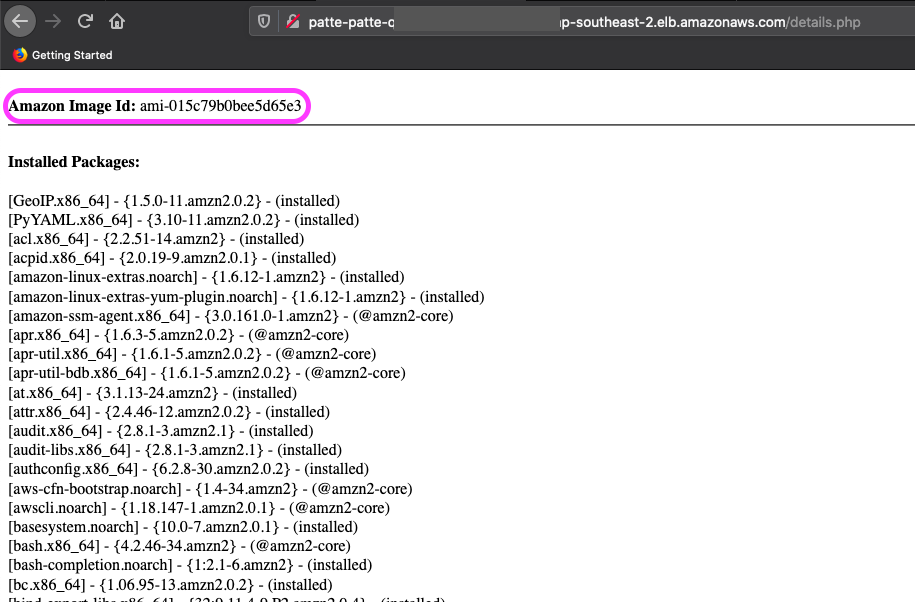 patte-patte-
p-southeast-2.elb.amazonaws.com/details.php
Getting Started
Amazon Image Id: ami-015c79b0bee5d65e3
Installed Packages:
[GeoIP.x86_64] - {1.5.0-11.amzn2.0.2} - (installed)
[PyYAML.x86_64] - {3.10-11.amzn2.0.2} - (installed)
[acl.x86_64] - {2.2.51-14.amzn2} - (installed)
[acpid.x86_64] - {2.0.19-9.amzn2.0.1} - (installed)
[amazon-linux-extras.noarch] - {1.6.12-1.amzn2} - (installed)
[amazon-linux-extras-yum-plugin.noarch] - {1.6.12-1.amzn2} - (installed)
[amazon-ssm-agent.x86_64] - {3.0.161.0-1.amzn2} - (@amzn2-core)
[apr.x86_64] - {1.6.3-5.amzn2.0.2} - (@amzn2-core)
[apr-util.x86_64] - {1.6.1-5.amzn2.0.2} - (@amzn2-core)
[apr-util-bdb.x86_64] - {1.6.1-5.amzn2.0.2} - (@amzn2-core)
[at.x86_64] - {3.1.13-24.amzn2} - (installed)
[attr.x86_64] - {2.4.46-12.amzn2.0.2} - (installed)
[audit.x86_64] - {2.8.1-3.amzn2.1} - (installed)
[audit-libs.x86_64] - {2.8.1-3.amzn2.1} - (installed)
[authconfig.x86_64] - {6.2.8-30.amzn2.0.2} - (installed)
[aws-cfn-bootstrap.noarch] - {1.4-34.amzn2} - (@amzn2-core)
[awscli.noarch] - {1.18.147-1.amzn2.0.1} - (@amzn2-core)
[basesystem.noarch] - {10.0-7.amzn2.0.1} - (installed)
[bash.x86_64] - {4.2.46-34.amzn2} - (@amzn2-core)
[bash-completion.noarch] - {1:2.1-6.amzn2} - (installed)
[bc.x86_64] - {1.06.95-13.amzn2.0.2} - (installed)